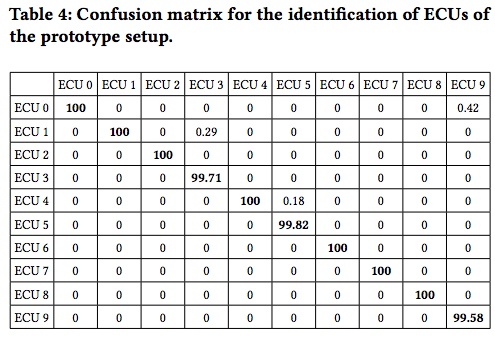 Table 4: Confusion matrix for the identification of ECUs of
the prototype setup.
ECU 0 ECU 1 ECU 2 ECU 3 ECU 4 ECU 5 ECU 6 ECU 7 ECU 8 ECU 9
ECU 0 100 0 0 0 0 0 0 0 0 0.42
ECU 1 0 100 0 0.29 0 0 0 0 0 0
ECU 2 0 0 100 0 0 0 0 0 0 0
ECU 3 0 0 0 99.71 0 0 0 0 0 0
ECU 4 0 0 0 0 100 0.18 0 0 0 0
ECU 5 0 0 0 0 0 99.82 0 0 0 0
ECU 6 0 0 0 0 0 0 100 0 0 0
ECU 7 0 0 0 0 0 0 0 100 0 0
ECU 8 0 0 0 0 0 0 0 0 100 0
ECU 9 0 0 0 0 0 0 0 0 0 99.58